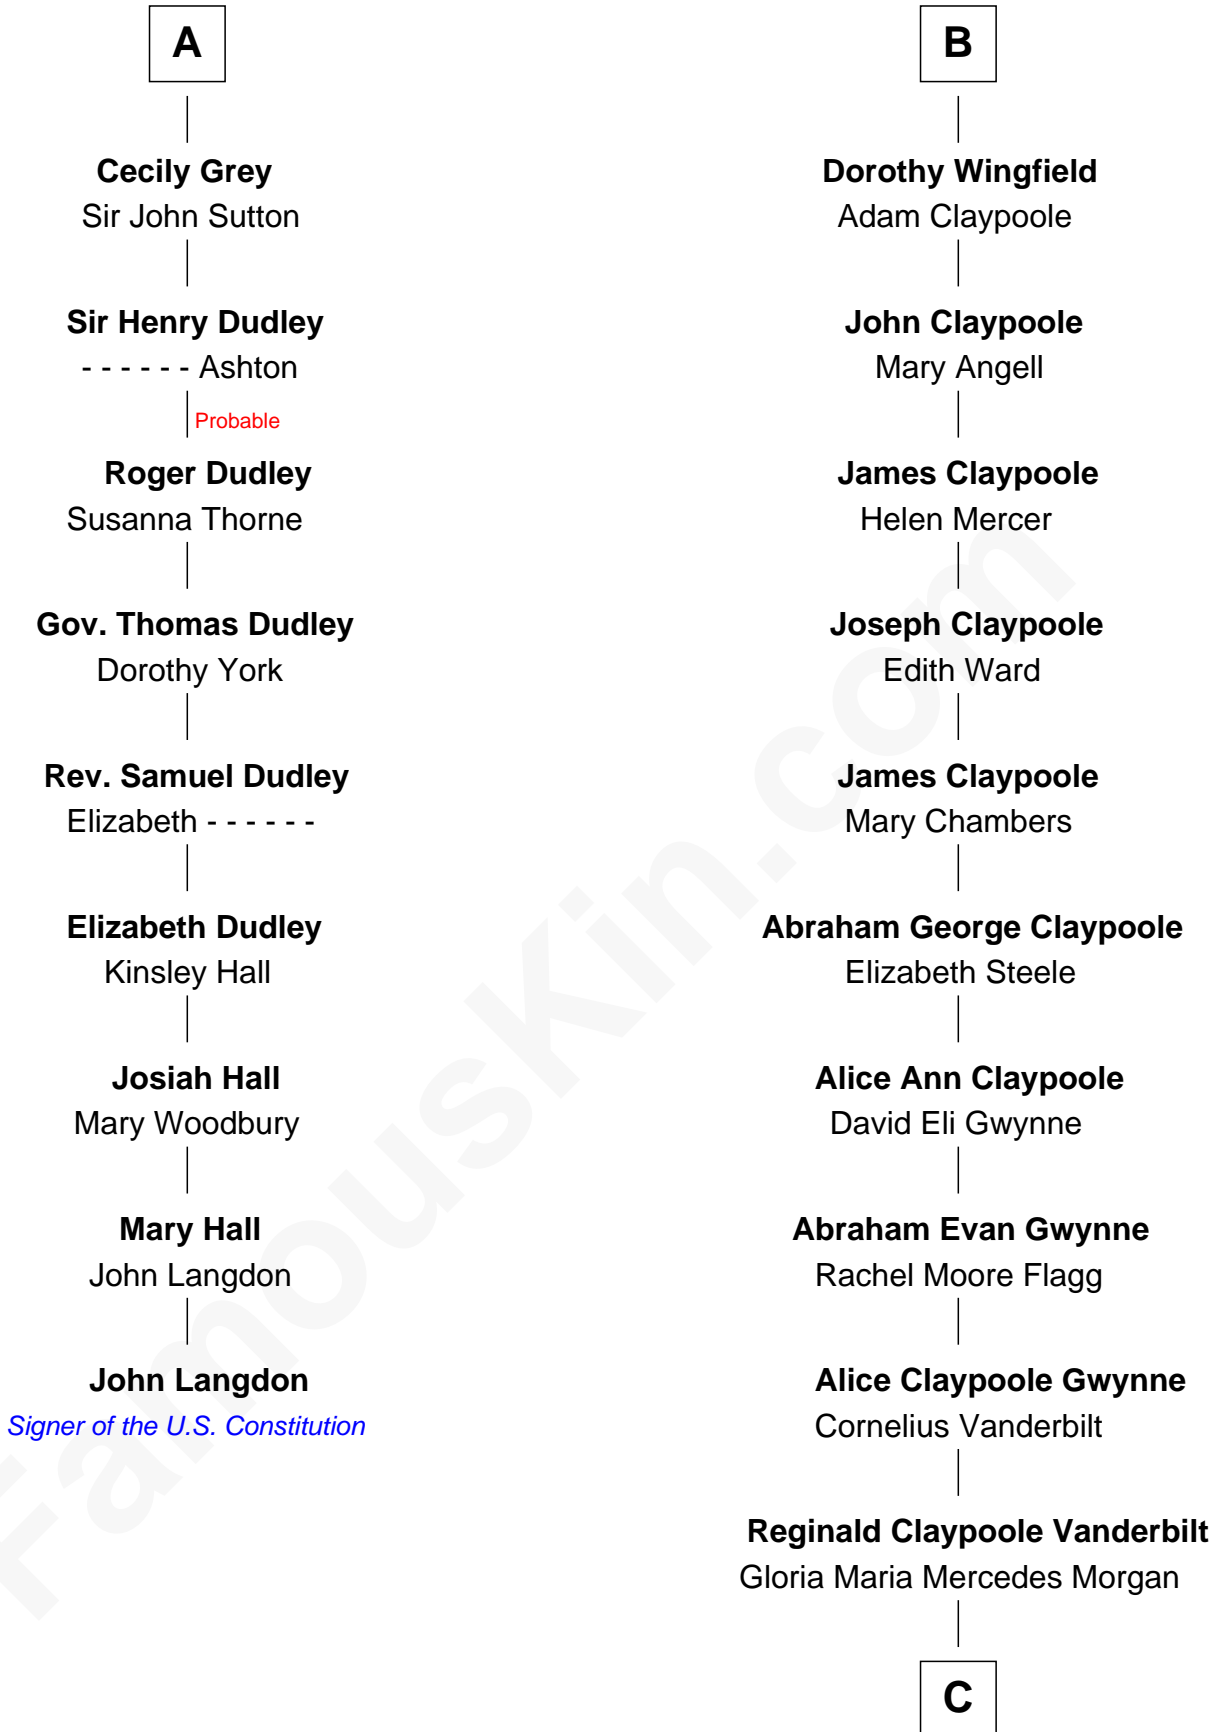 A
Cecily Grey
Sir John Sutton
Sir Henry Dudley
- - - - - - Ashton
Probable
Roger Dudley
Susanna Thorne
Gov. Thomas Dudley
Dorothy York
Rev. Samuel Dudley
Elizabeth - - - - - -
Elizabeth Dudley
Kinsley Hall
Josiah Hall
Mary Woodbury
Mary Hall
John Langdon
John Langdon
Signer of the U.S. Constitution
B
Dorothy Wingfield
Adam Claypoole
John Claypoole
Mary Angell
James Claypoole
Helen Mercer
Joseph Claypoole
Edith Ward
James Claypoole
Mary Chambers
Abraham George Claypoole
Elizabeth Steele
Alice Ann Claypoole
David Eli Gwynne
Abraham Evan Gwynne
Rachel Moore Flagg
Alice Claypoole Gwynne
Cornelius Vanderbilt
Reginald Claypoole Vanderbilt
Gloria Maria Mercedes Morgan
C
FamousKin.com